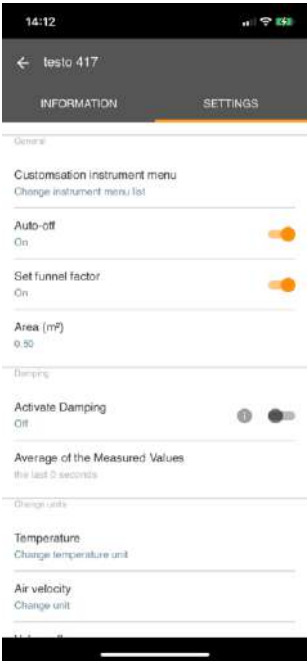 14:12
← testo 417
INFORMATION SETTINGS
General
Customsation instrument menu
Change instrument menu list
Auto-off
On
Set funnel factor
On
Area (m²)
0.50
Damping
Activate Damping
Off
Average of the Measured Values
the last 0 seconds
Change units
Temperature
Change temperature unit
Air velocity
Change unit